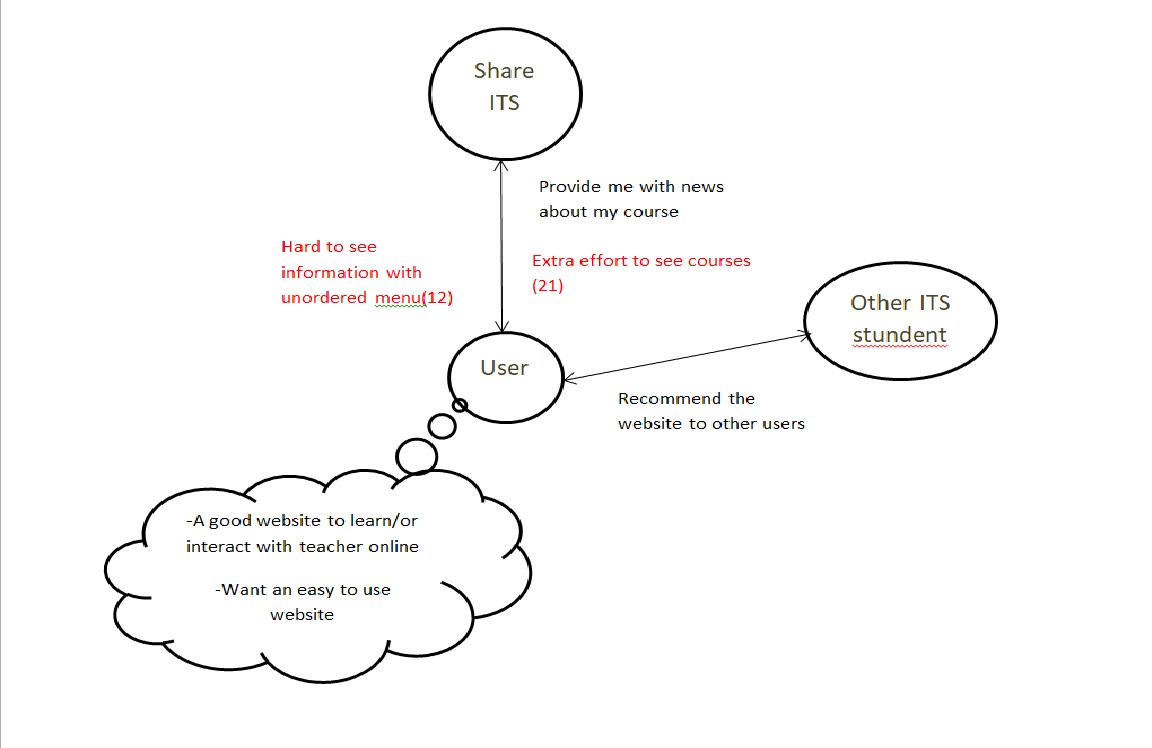 Share
ITS
Provide me with news
about my course
Hard to see
information with
unordered menu(12)
Extra effort to see courses
(21)
Other ITS
stundent
User
Recommend the
website to other users
-A good website to learn/or
interact with teacher online
-Want an easy to use
website